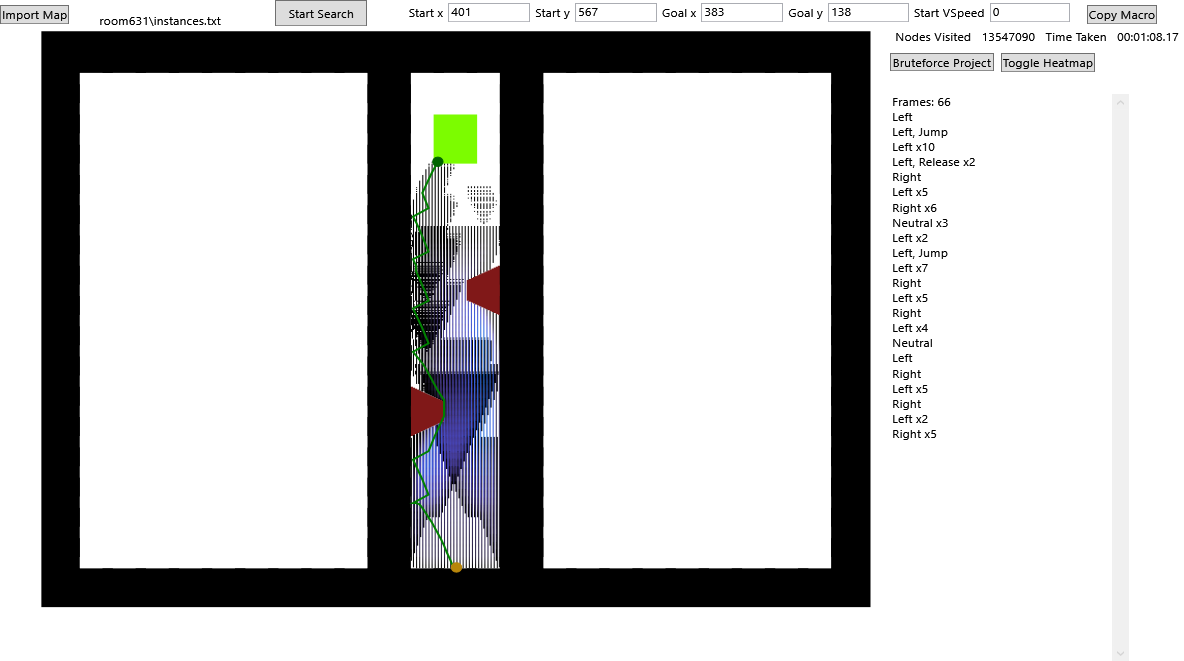 Import Map
room631\instances.txt
Start Search
Start x 401 Start y 567 Goal x 383 Goal y 138 Start VSpeed 0
Copy Macro
Nodes Visited 13547090 Time Taken 00:01:08.17
Bruteforce Project Toggle Heatmap
Frames: 66
Left
Left, Jump
Left x10
Left, Release x2
Right
Left x5
Right x6
Neutral x3
Left x2
Left, Jump
Left x7
Right
Left x5
Right
Left x4
Neutral
Left
Right
Left x5
Right
Left x2
Right x5